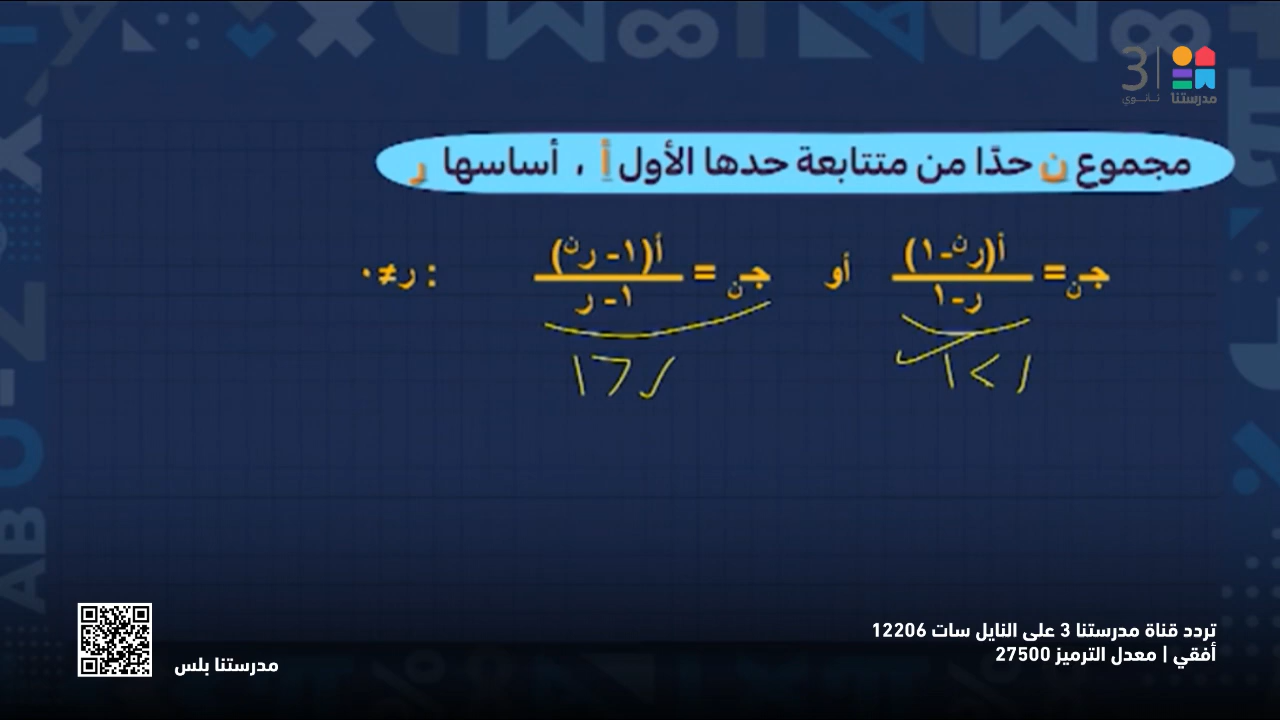 3
ثانوي
مدرستنا
مجموع ن حدًا من متتابعة حدها الأول أ ، أساسها ر
جـن = أ(رن-١) / ر-١ أو جـن = أ(١- رن) / ١- ر : ر≠٠
ر > ١
ر < ١
تردد قناة مدرستنا 3 على النايل سات 12206
أفقي | معدل الترميز 27500
مدرستنا بلس
AB